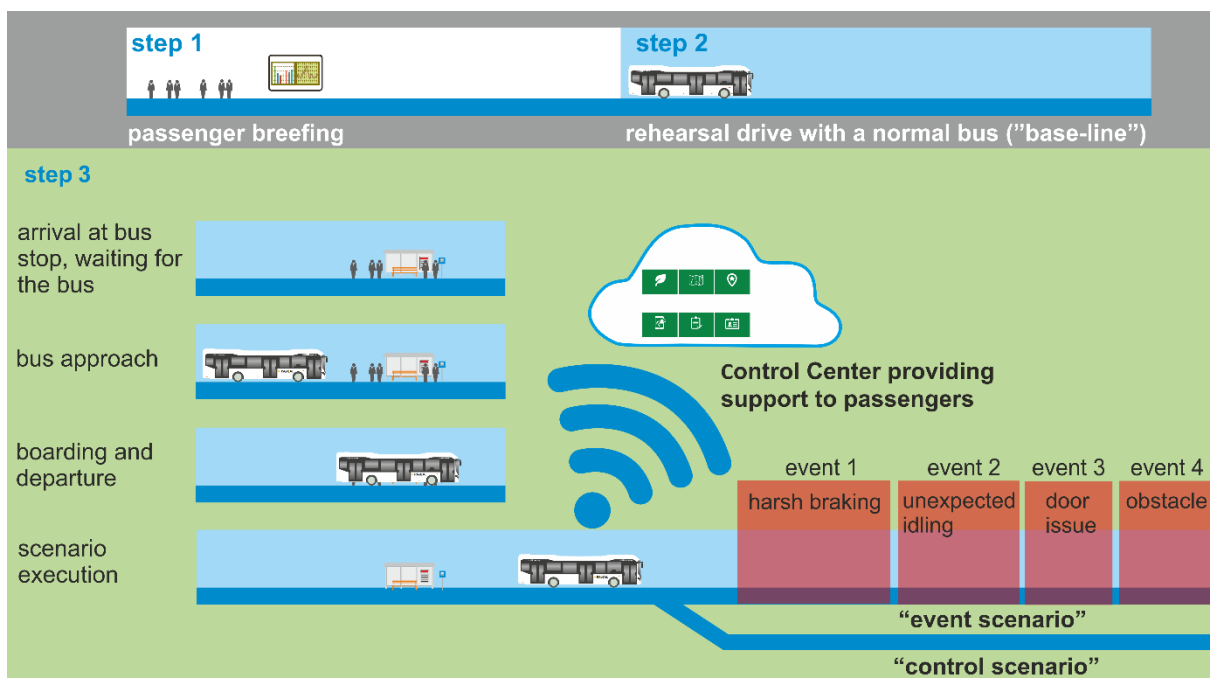 step 1
step 2
passenger breefing
rehearsal drive with a normal bus (”base-line”)
step 3
arrival at bus
stop, waiting for
the bus
bus approach
Control Center providing
support to passengers
boarding and
departure
event 1
event 2
event 3
event 4
harsh braking
unexpected
idling
door
issue
obstacle
scenario
execution
“event scenario”
“control scenario”